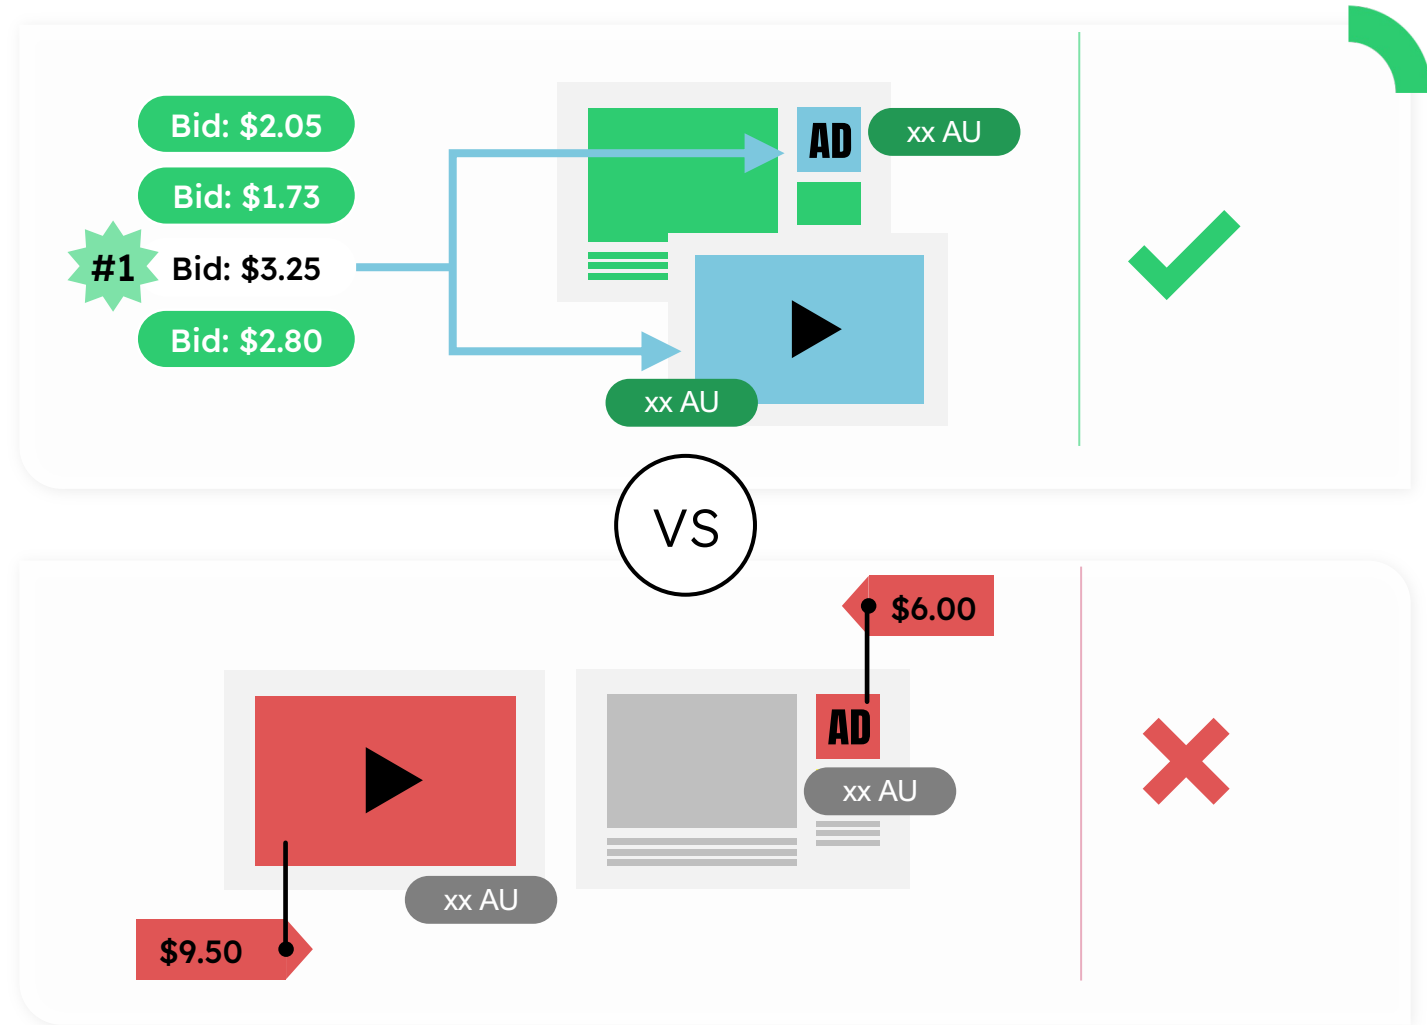 Bid: $2.05
Bid: $1.73
#1
Bid: $3.25
Bid: $2.80
AD
xx AU
xx AU
VS
$6.00
AD
xx AU
xx AU
$9.50